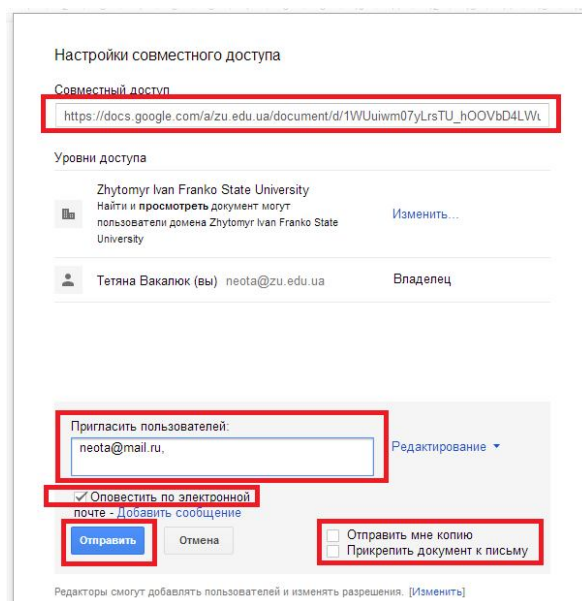 Настройки совместного доступа
Совместный доступ
https://docs.google.com/a/zu.edu.ua/document/d/1WUuiwm07yLrsTU_hOOVbD4LWu
Уровни доступа
Zhytomyr Ivan Franko State University
Найти и просмотреть документ могут
пользователи домена Zhytomyr Ivan Franko State
University
Изменить...
Тетяна Вакалюк (вы) neota@zu.edu.ua Владелец
Пригласить пользователей:
neota@mail.ru,
Редактирование
Оповестить по электронной
почте - Добавить сообщение
Отправить Отмена
Отправить мне копию
Прикрепить документ к письму
Редакторы смогут добавлять пользователей и изменять разрешения. [Изменить]